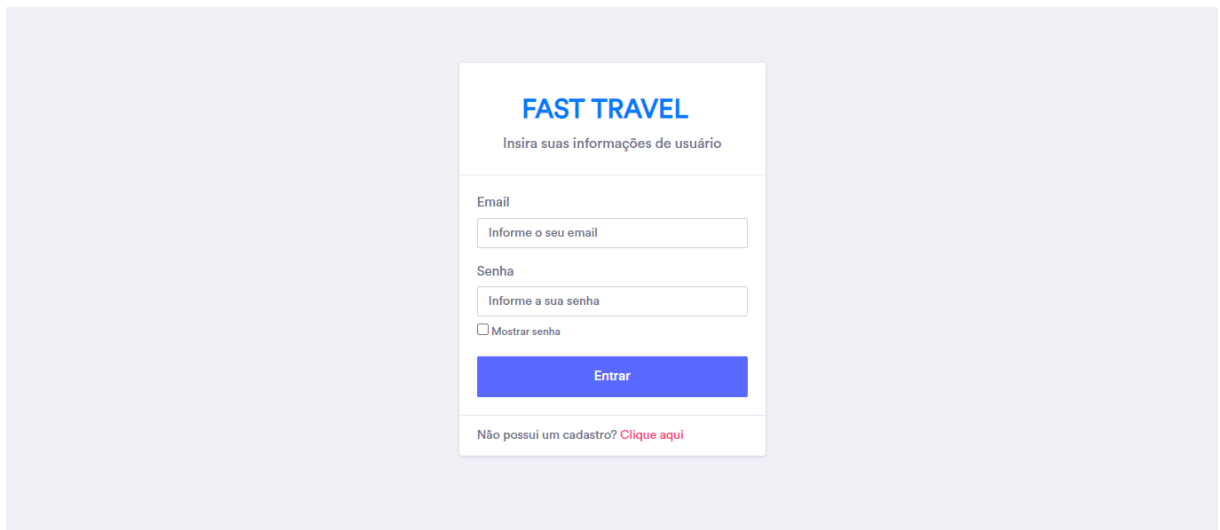 FAST TRAVEL
Insira suas informações de usuário
Email
Informe o seu email
Senha
Informe a sua senha
Mostrar senha
Entrar
Não possui um cadastro? Clique aqui